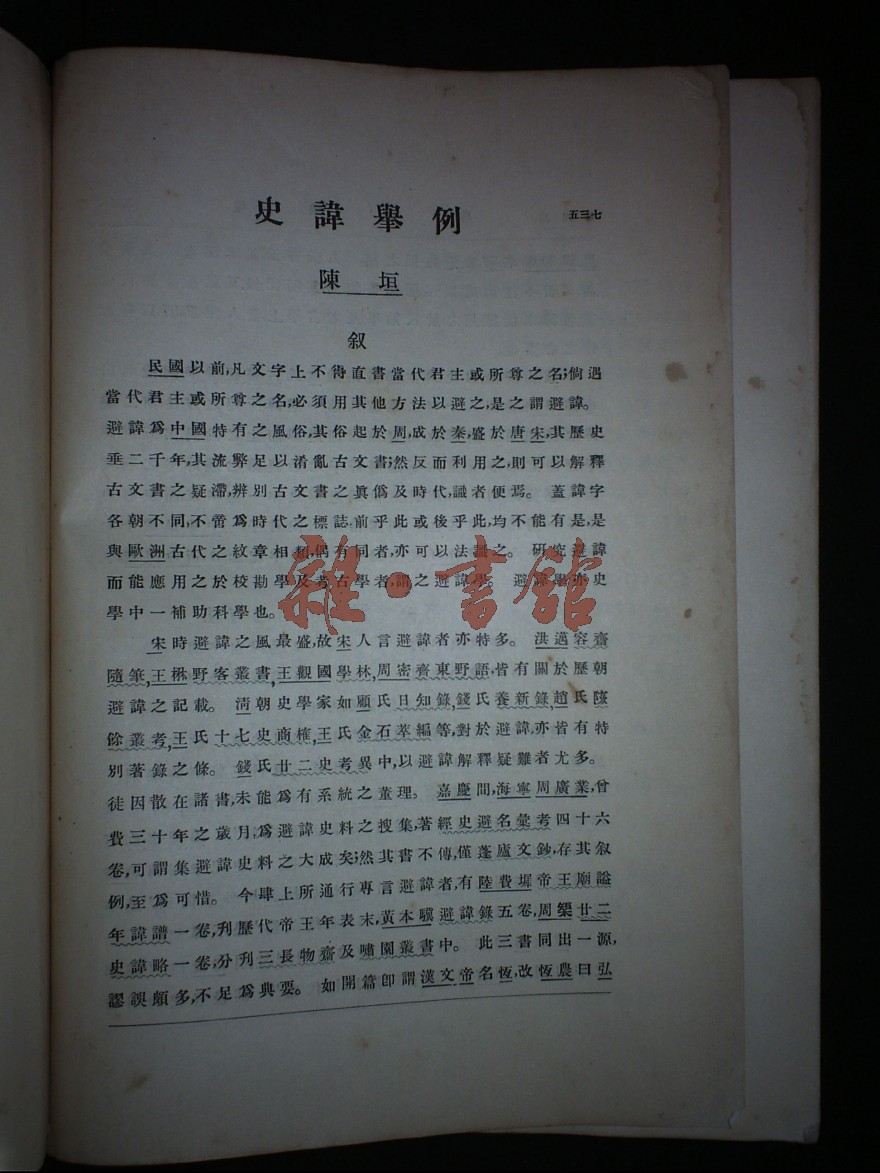 史諱舉例
五三七
陳垣
叙
民國以前,凡文字上不得直書當代君主或所尊之名;倘遇
當代君主或所尊之名,必須用其他方法以避之,是之謂避諱。
避諱爲中國特有之風俗,其俗起於周,成於秦,盛於唐宋,其歷史
垂二千年,其流弊足以淆亂古文書;然反而利用之,則可以解釋
古文書之疑滯,辨別古文書之眞僞及時代,識者便焉。 蓋諱字
各朝不同,不啻爲時代之標誌,前乎此或後乎此,均不能有是,是
與歐洲古代之紋章相類,偶有同者,亦可以法識之。 研究避諱
而能應用之於校勘學及考古學者,謂之避諱學。 避諱學亦史
學中一補助科學也。
宋時避諱之風最盛,故宋人言避諱者亦特多。 洪邁容齋
隨筆,王楙野客叢書,王觀國學林,周密齊東野語,皆有關於歷朝
避諱之記載。 淸朝史學家如顧氏日知錄,錢氏養新錄,趙氏陔
餘叢考,王氏十七史商榷,王氏金石萃編等,對於避諱,亦皆有特
別著錄之條。 錢氏廿二史考異中,以避諱解釋疑難者尤多。
徒因散在諸書,未能爲有系統之董理。 嘉慶間,海寧周廣業,曾
費三十年之歲月,爲避諱史料之搜集,著經史避名彙考四十六
卷,可謂集避諱史料之大成矣;然其書不傳,僅蓬廬文鈔,存其叙
例,至爲可惜。 今肆上所通行專言避諱者,有陸費墀帝王廟謚
年諱譜一卷,刊歷代帝王年表末,黃本驥避諱錄五卷,周榘廿二
史諱略一卷,分刊三長物齋及嘯園叢書中。 此三書同出一源,
謬誤頗多,不足爲典要。 如開篇卽謂漢文帝名恆,改恆農曰弘
雜·書館